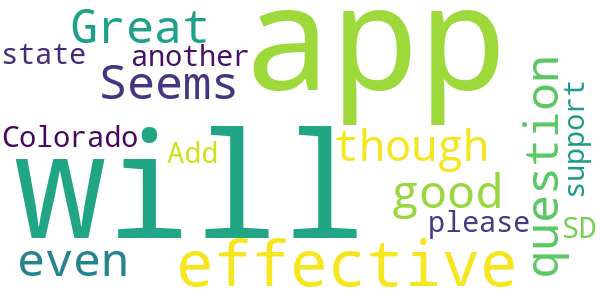 Great
app
state
another
Seems
Colorado
will
Add
though
question
support
good
please
SD
even
effective